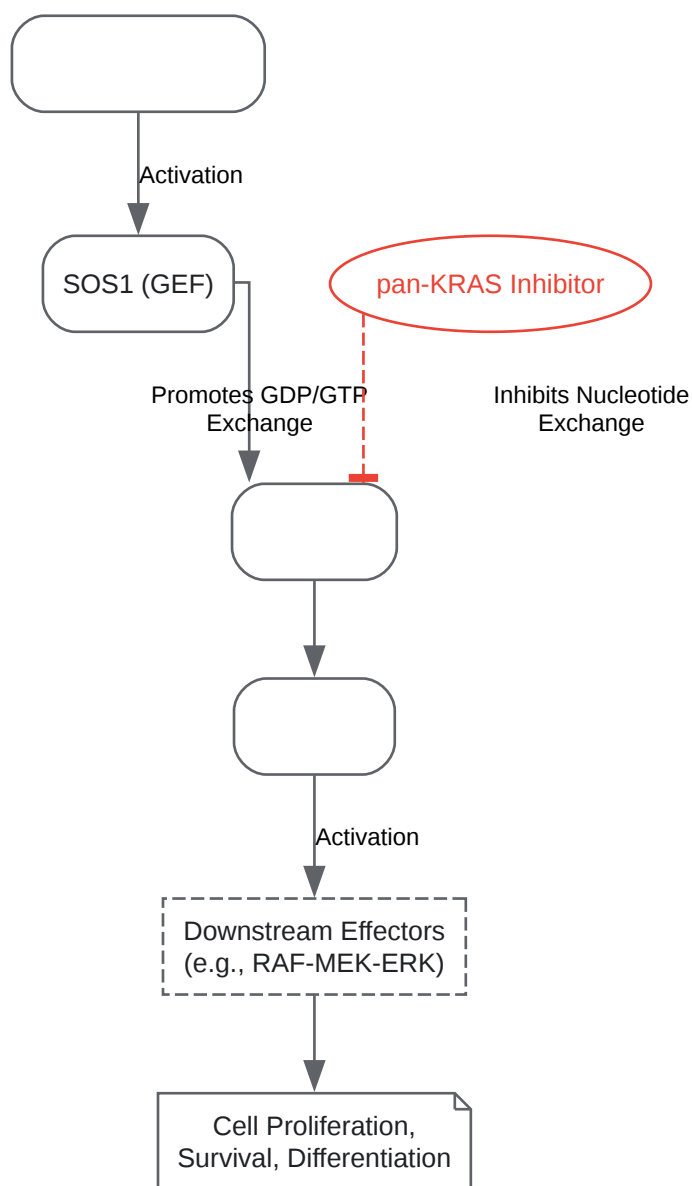 Activation
SOS1 (GEF)
pan-KRAS Inhibitor
Promotes GDP/GTP
Exchange
Inhibits Nucleotide
Exchange
Activation
Downstream Effectors
(e.g., RAF-MEK-ERK)
Cell Proliferation,
Survival, Differentiation